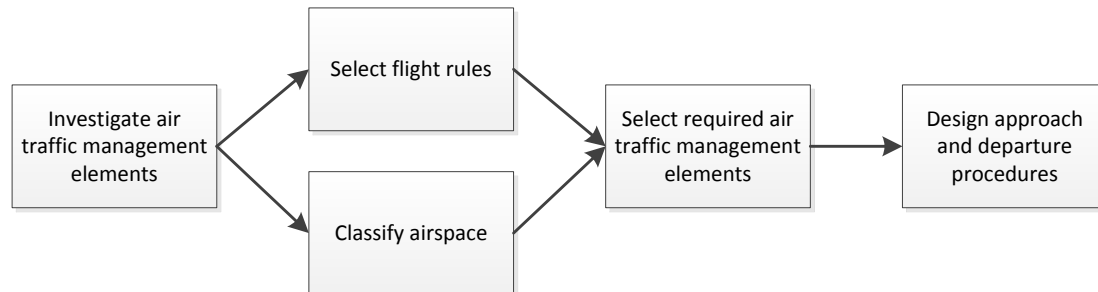 Investigate air
traffic management
elements
Select flight rules
Classify airspace
Select required air
traffic management
elements
Design approach
and departure
procedures